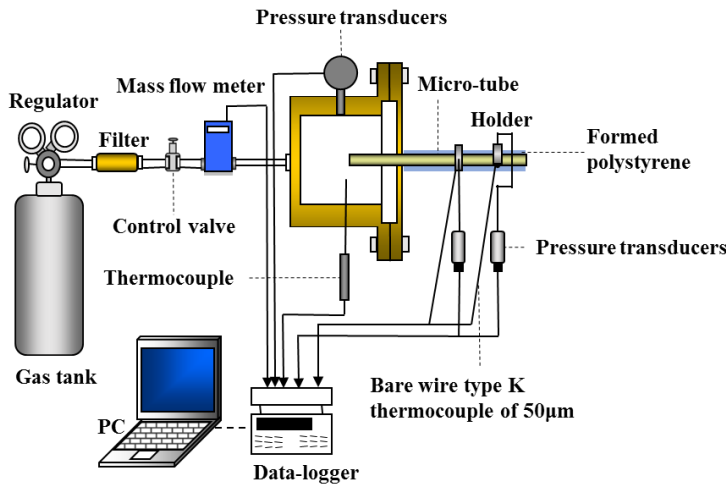 Pressure transducers
Mass flow meter
Micro-tube
Regulator
Holder
Filter
Formed
polystyrene
Control valve
Pressure transducers
Thermocouple
Gas tank
Bare wire type K
thermocouple of 50μm
PC
Data-logger